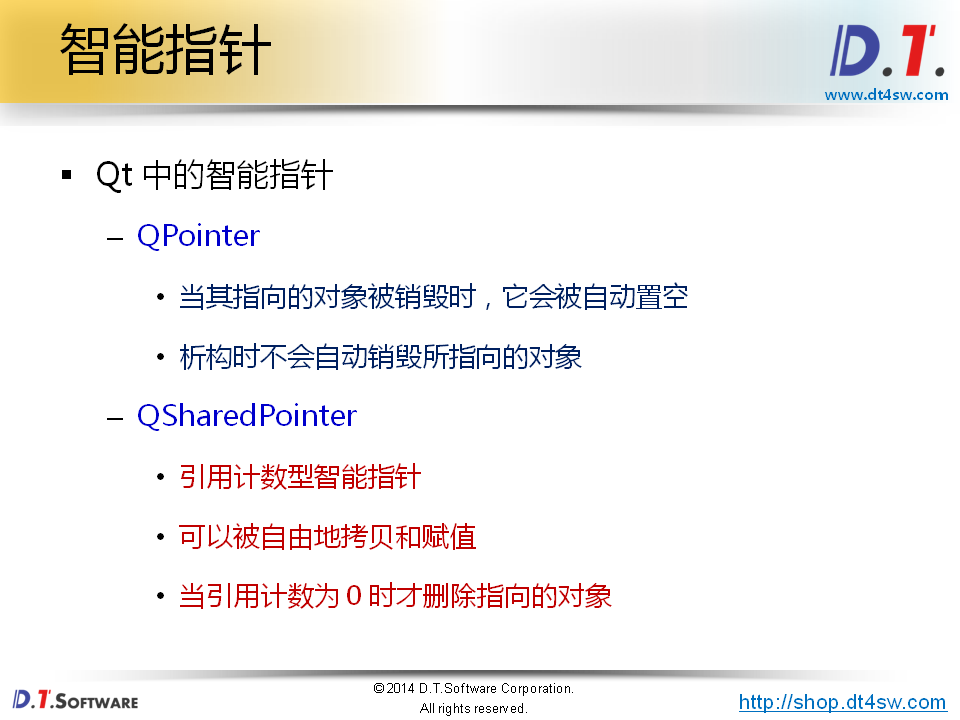 智能指针
D.T.
www.dt4sw.com
▪ Qt 中的智能指针
– QPointer
• 当其指向的对象被销毁时，它会被自动置空
• 析构时不会自动销毁所指向的对象
– QSharedPointer
• 引用计数型智能指针
• 可以被自由地拷贝和赋值
• 当引用计数为 0 时才删除指向的对象
D.T.SOFTWARE
©2014 D.T.Software Corporation.
All rights reserved.
http://shop.dt4sw.com